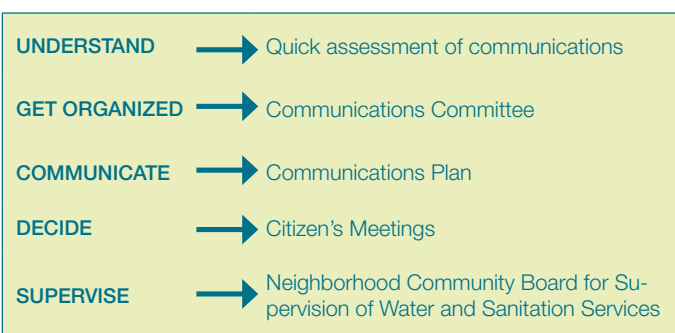 UNDERSTAND Quick assessment of communications
GET ORGANIZED Communications Committee
COMMUNICATE Communications Plan
DECIDE Citizen's Meetings
SUPERVISE Neighborhood Community Board for Su-
pervision of Water and Sanitation Services